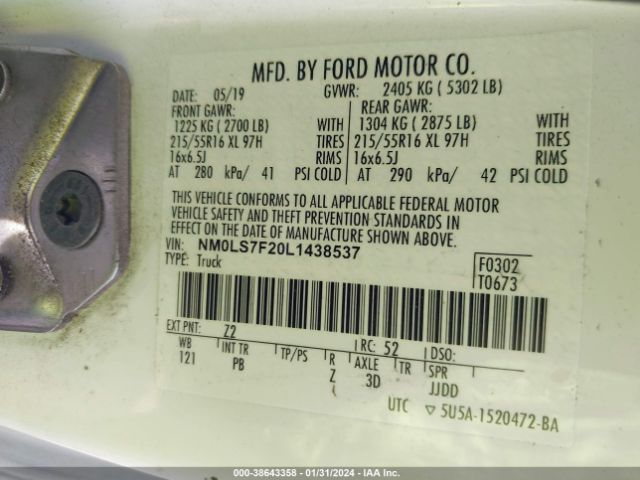 MFD. BY FORD MOTOR CO.
DATE: 05/19 GVWR: 2405 KG ( 5302 LB)
FRONT GAWR: REAR GAWR:
1225 KG ( 2700 LB) WITH 1304 KG ( 2875 LB) WITH
215/55R16 XL 97H TIRES 215/55R16 XL 97H TIRES
16x6.5J RIMS 16x6.5J RIMS
AT 280 kPa/ 41 PSI COLD AT 290 kPa/ 42 PSI COLD
THIS VEHICLE CONFORMS TO ALL APPLICABLE FEDERAL MOTOR
VEHICLE SAFETY AND THEFT PREVENTION STANDARDS IN
EFFECT ON THE DATE OF MANUFACTURE SHOWN ABOVE.
VIN: NM0LS7F20L1438537
TYPE: Truck
F0302
T0673
EXT PNT: Z2 RC: 52 DSO:
WB INT TR TP/PS R AXLE TR SPR
121 PB Z 3D JJDD
UTC ▽ 5U5A-1520472-BA
000-38643358 - 01/31/2024 - IAA Inc.